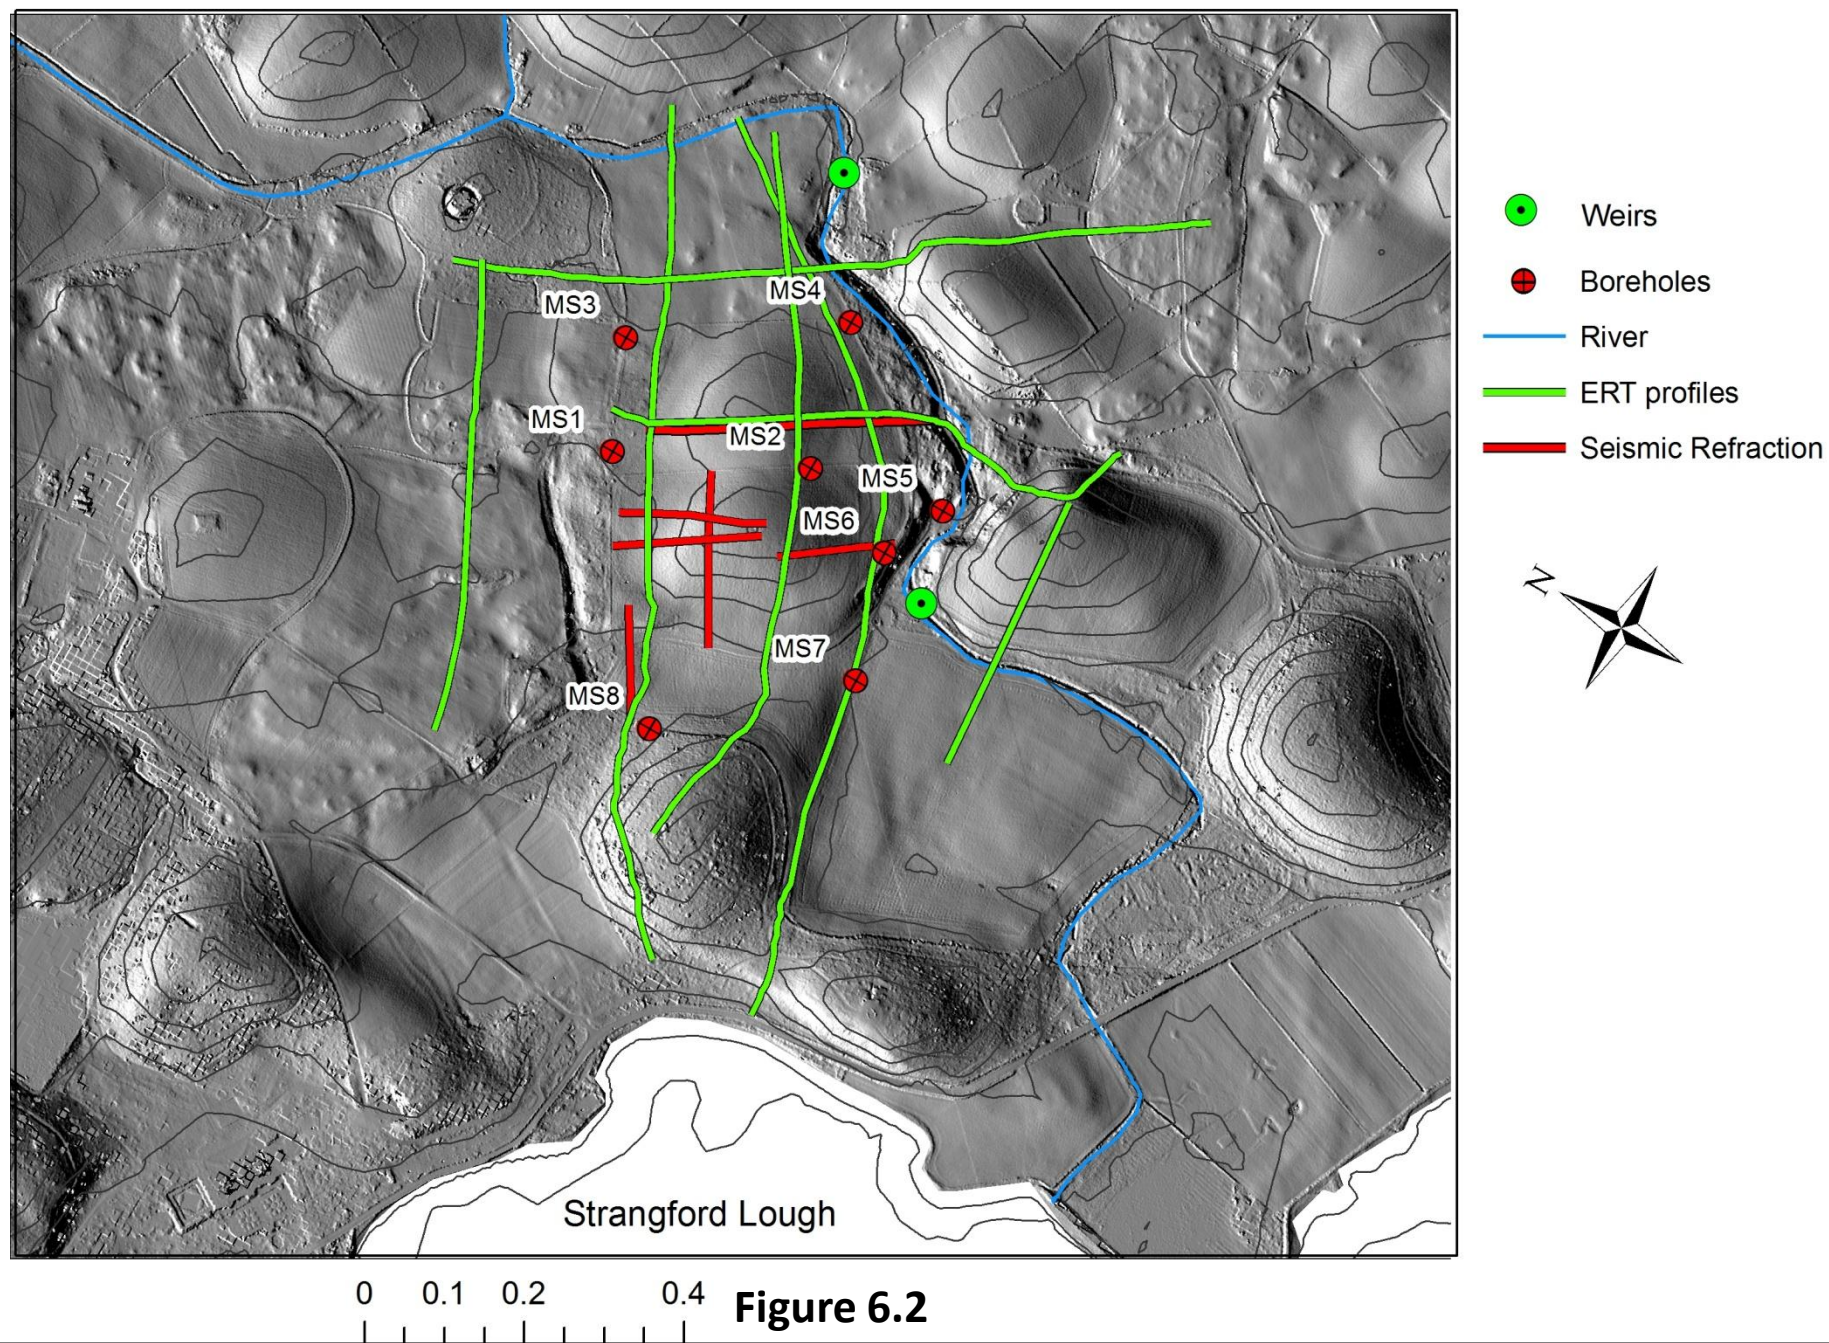 MS3
MS4
MS1
MS2
MS5
MS6
MS7
MS8
Strangford Lough
Weirs
Boreholes
River
ERT profiles
Seismic Refraction
N
0 0.1 0.2 0.4
Figure 6.2